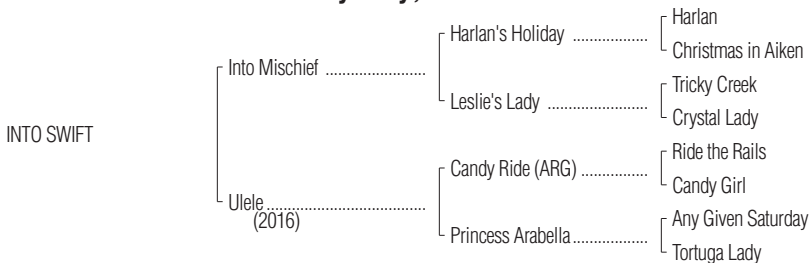 Harlan
Harlan's Holiday ..................
Christmas in Aiken
Into Mischief ........................
Tricky Creek
Leslie's Lady ........................
Crystal Lady
INTO SWIFT
Ride the Rails
Candy Ride (ARG) ................
Candy Girl
Ulele ......................................
(2016)
Any Given Saturday
Princess Arabella ..................
Tortuga Lady